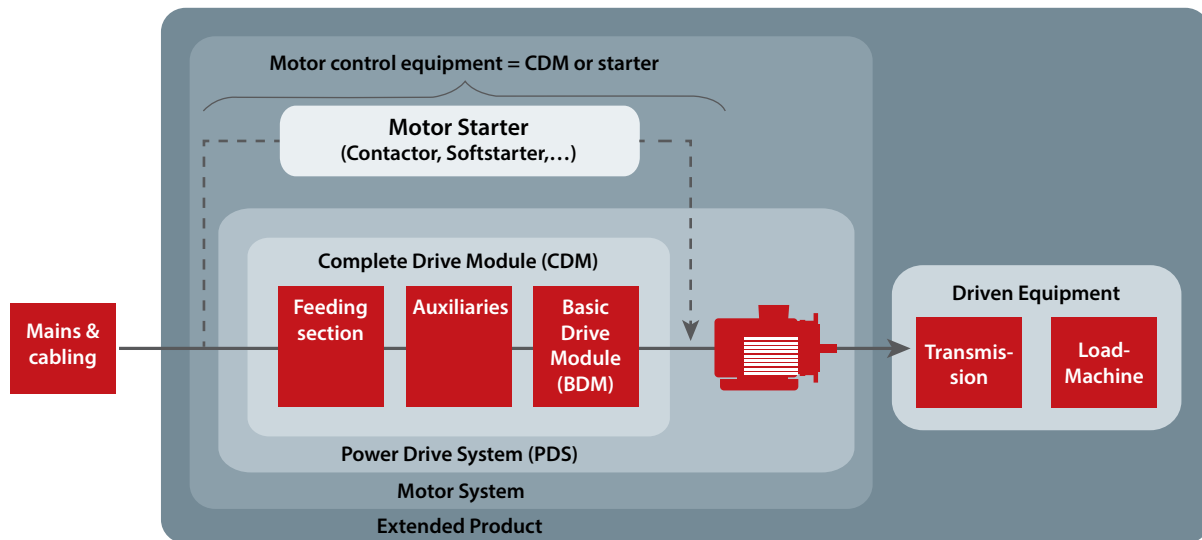 Motor control equipment = CDM or starter
Motor Starter
(Contactor, Softstarter,…)
Complete Drive Module (CDM)
Mains &
cabling
Feeding
section
Auxiliaries
Basic
Drive
Module
(BDM)
Driven Equipment
Transmis-
sion
Load-
Machine
Power Drive System (PDS)
Motor System
Extended Product